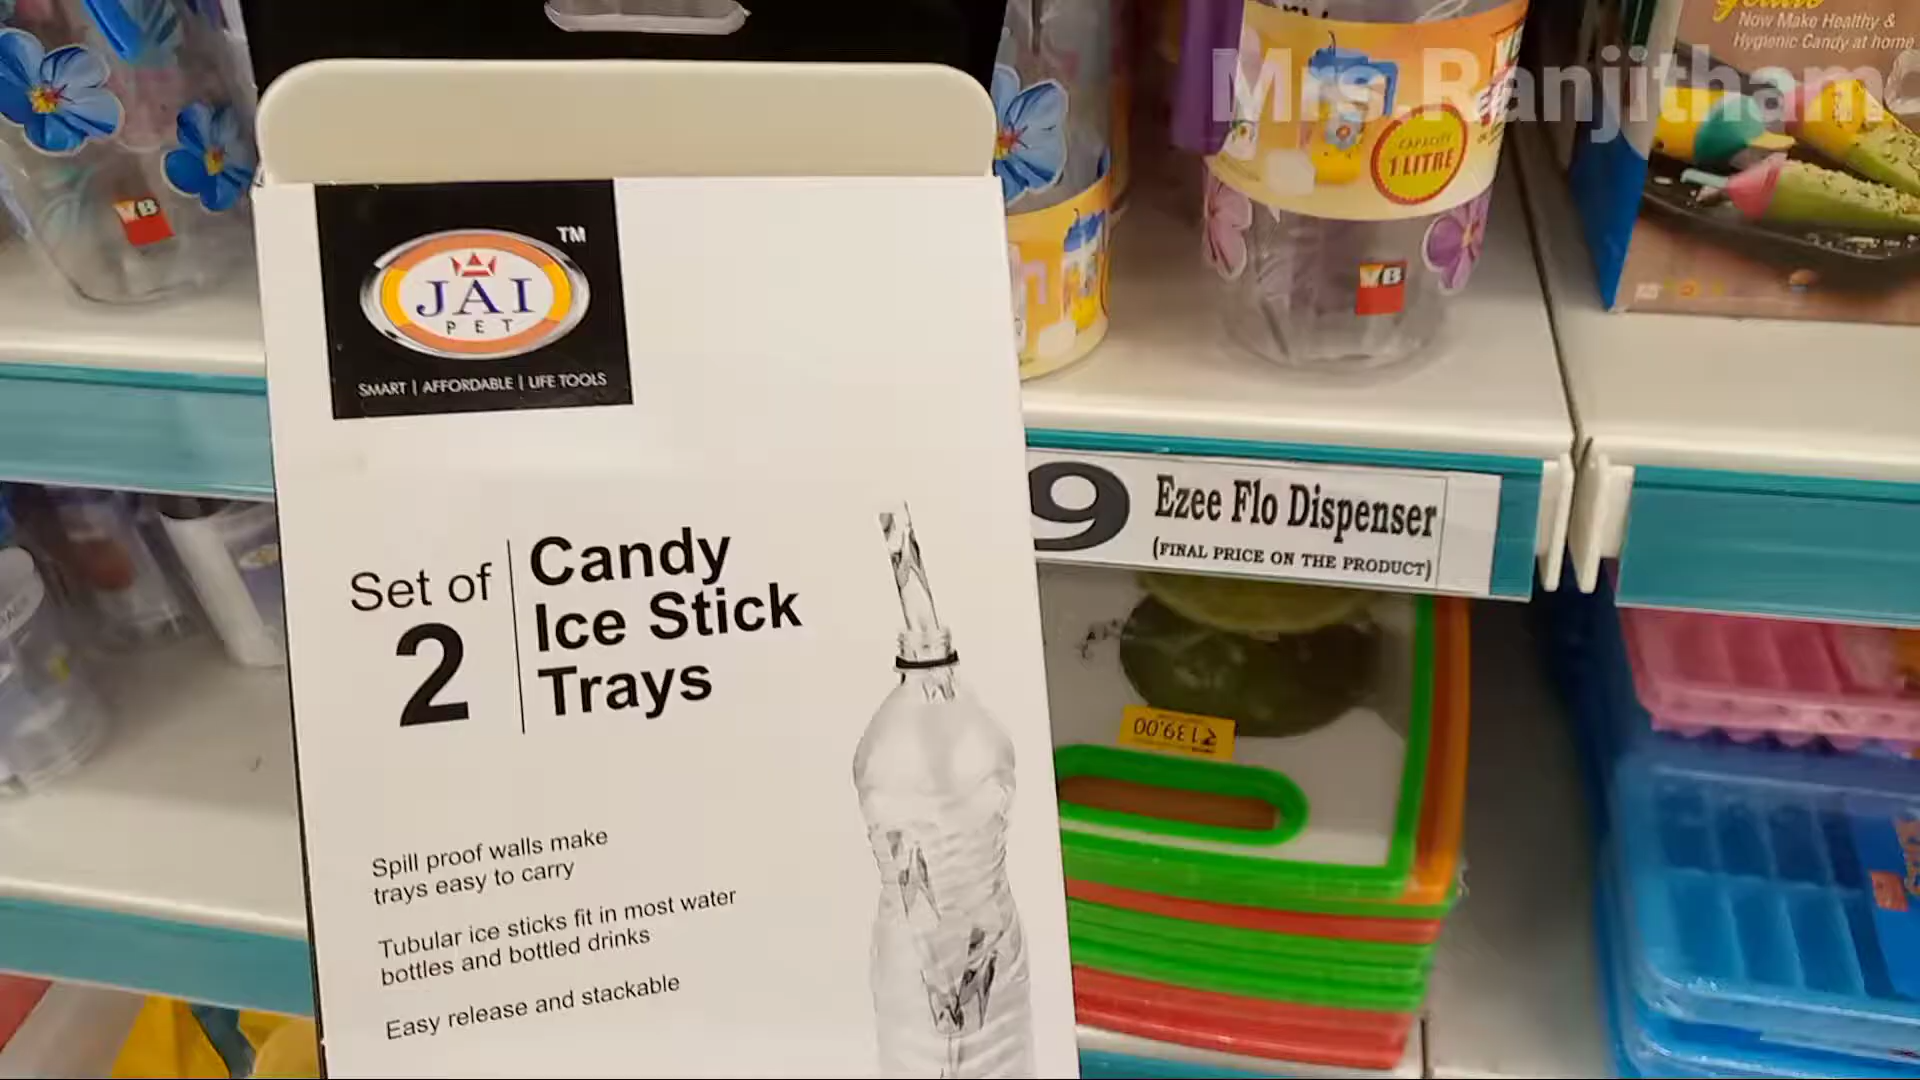 Now Make Healthy &
Hygienic Candy at home
Mrs.Ranjitham
CAPACITY
1 LITRE
VB
VB
TM
JAI
PET
SMART | AFFORDABLE | LIFE TOOLS
9
Ezee Flo Dispenser
(FINAL PRICE ON THE PRODUCT)
Set of
2
Candy
Ice Stick
Trays
₹139.00
Spill proof walls make
trays easy to carry
Tubular ice sticks fit in most water
bottles and bottled drinks
Easy release and stackable